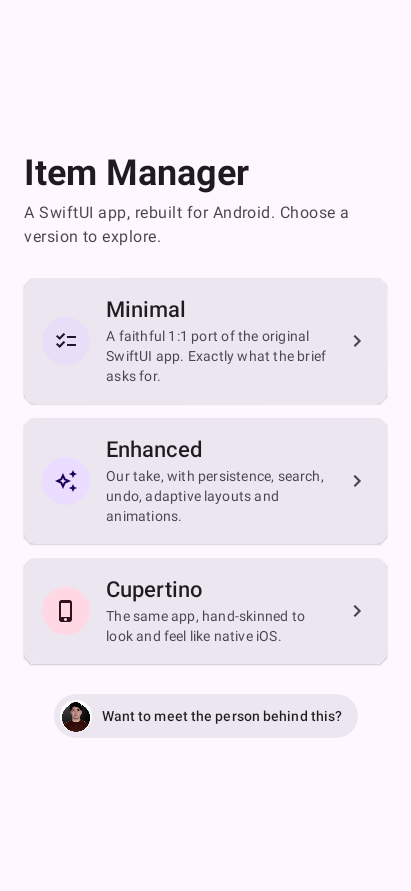 Item Manager
A SwiftUI app, rebuilt for Android. Choose a
version to explore.
Minimal
A faithful 1:1 port of the original
SwiftUI app. Exactly what the brief
asks for.
Enhanced
Our take, with persistence, search,
undo, adaptive layouts and
animations.
Cupertino
The same app, hand-skinned to
look and feel like native iOS.
Want to meet the person behind this?